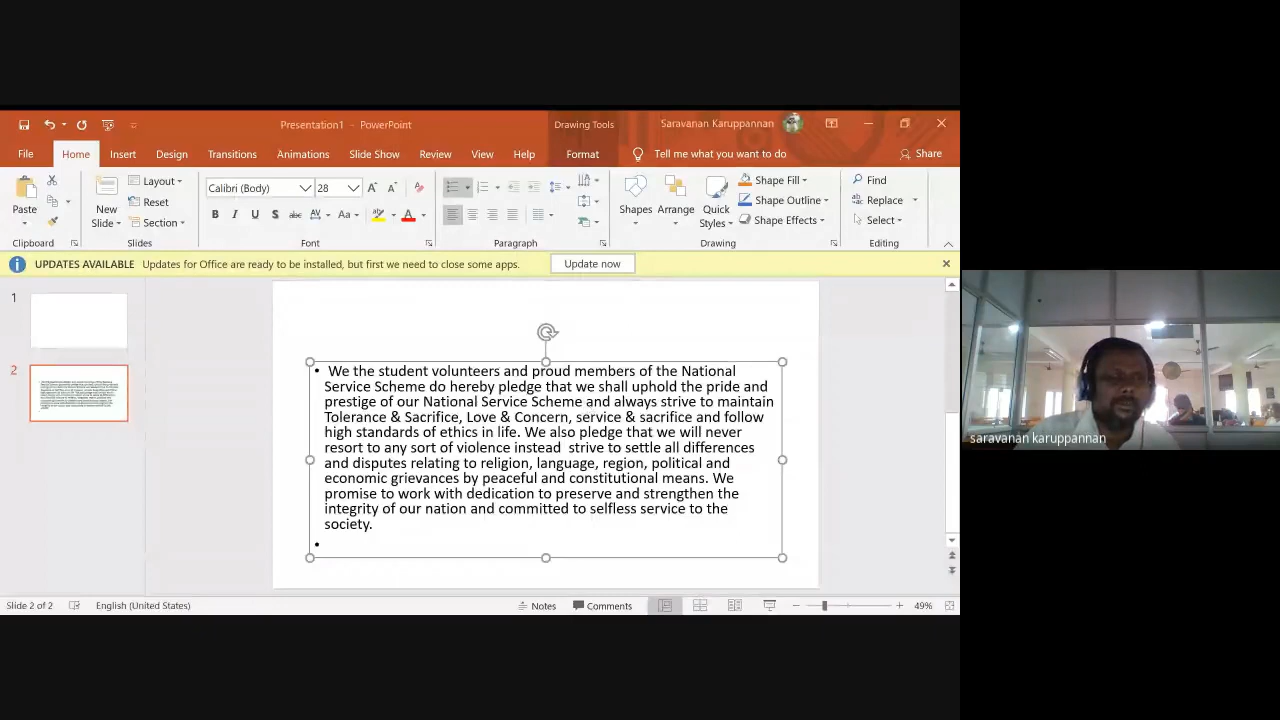 Presentation1 - PowerPoint
Drawing Tools
Saravanan Karuppannan
File Home Insert Design Transitions Animations Slide Show Review View Help Format Tell me what you want to do Share
Paste
Clipboard
New Slide
Layout
Reset
Section
Slides
Calibri (Body) 28
B I U S abc AV Aa A
Font
Paragraph
Shapes
Arrange
Quick Styles
Shape Fill
Shape Outline
Shape Effects
Drawing
Find
Replace
Select
Editing
UPDATES AVAILABLE Updates for Office are ready to be installed, but first we need to close some apps. Update now
1
2
• We the student volunteers and proud members of the National
Service Scheme do hereby pledge that we shall uphold the pride and
prestige of our National Service Scheme and always strive to maintain
Tolerance & Sacrifice, Love & Concern, service & sacrifice and follow
high standards of ethics in life. We also pledge that we will never
resort to any sort of violence instead  strive to settle all differences
and disputes relating to religion, language, region, political and
economic grievances by peaceful and constitutional means. We
promise to work with dedication to preserve and strengthen the
integrity of our nation and committed to selfless service to the
society.
•
Slide 2 of 2 English (United States) Notes Comments 49%
saravanan karuppannan